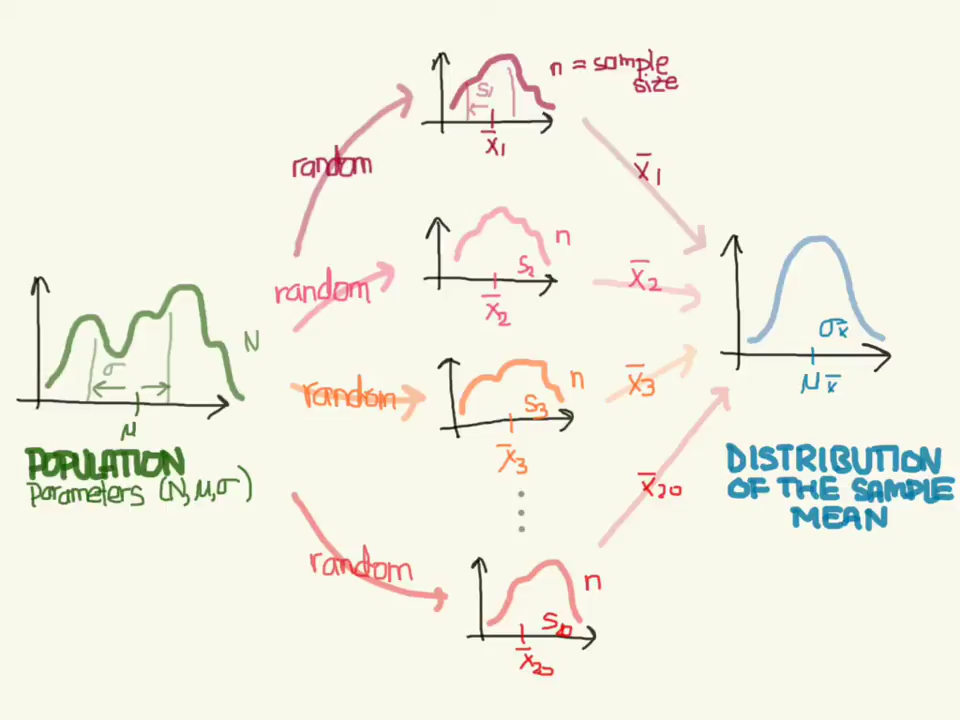 n = sample
size
S₁
x̄₁
random
x̄₁
n
S₂
x̄₂
random
x̄₂
N
σ
μ
POPULATION
Parameters (N, μ, σ)
random
n
S₃
x̄₃
x̄₃
σx̄
μx̄
DISTRIBUTION
OF THE SAMPLE
MEAN
x̄₂₀
random
n
S₂₀
x̄₂₀